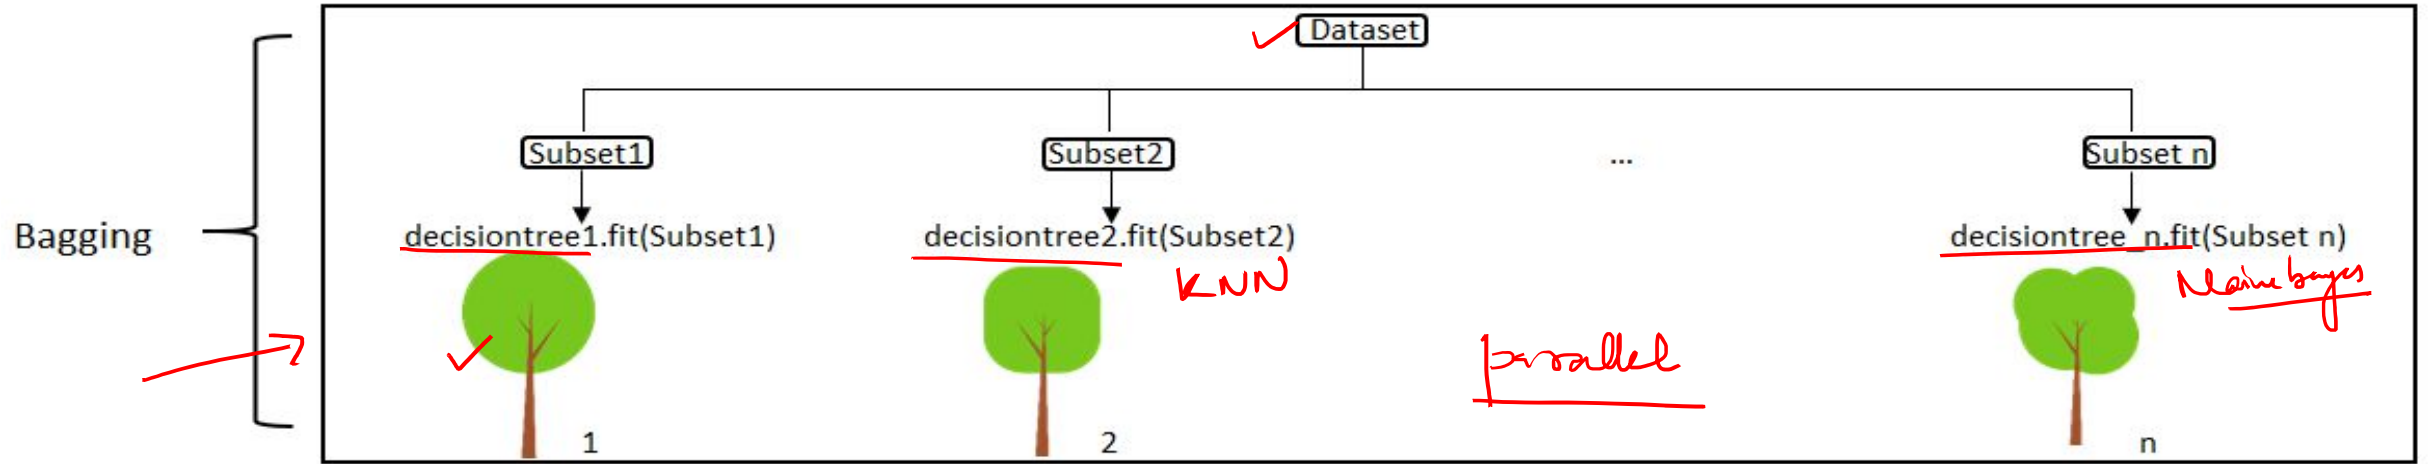 Dataset
Subset1
Subset2
...
Subset n
Bagging
decisiontree1.fit(Subset1)
decisiontree2.fit(Subset2)
decisiontree_n.fit(Subset n)
KNN
Naive bayes
parallel
1
2
n